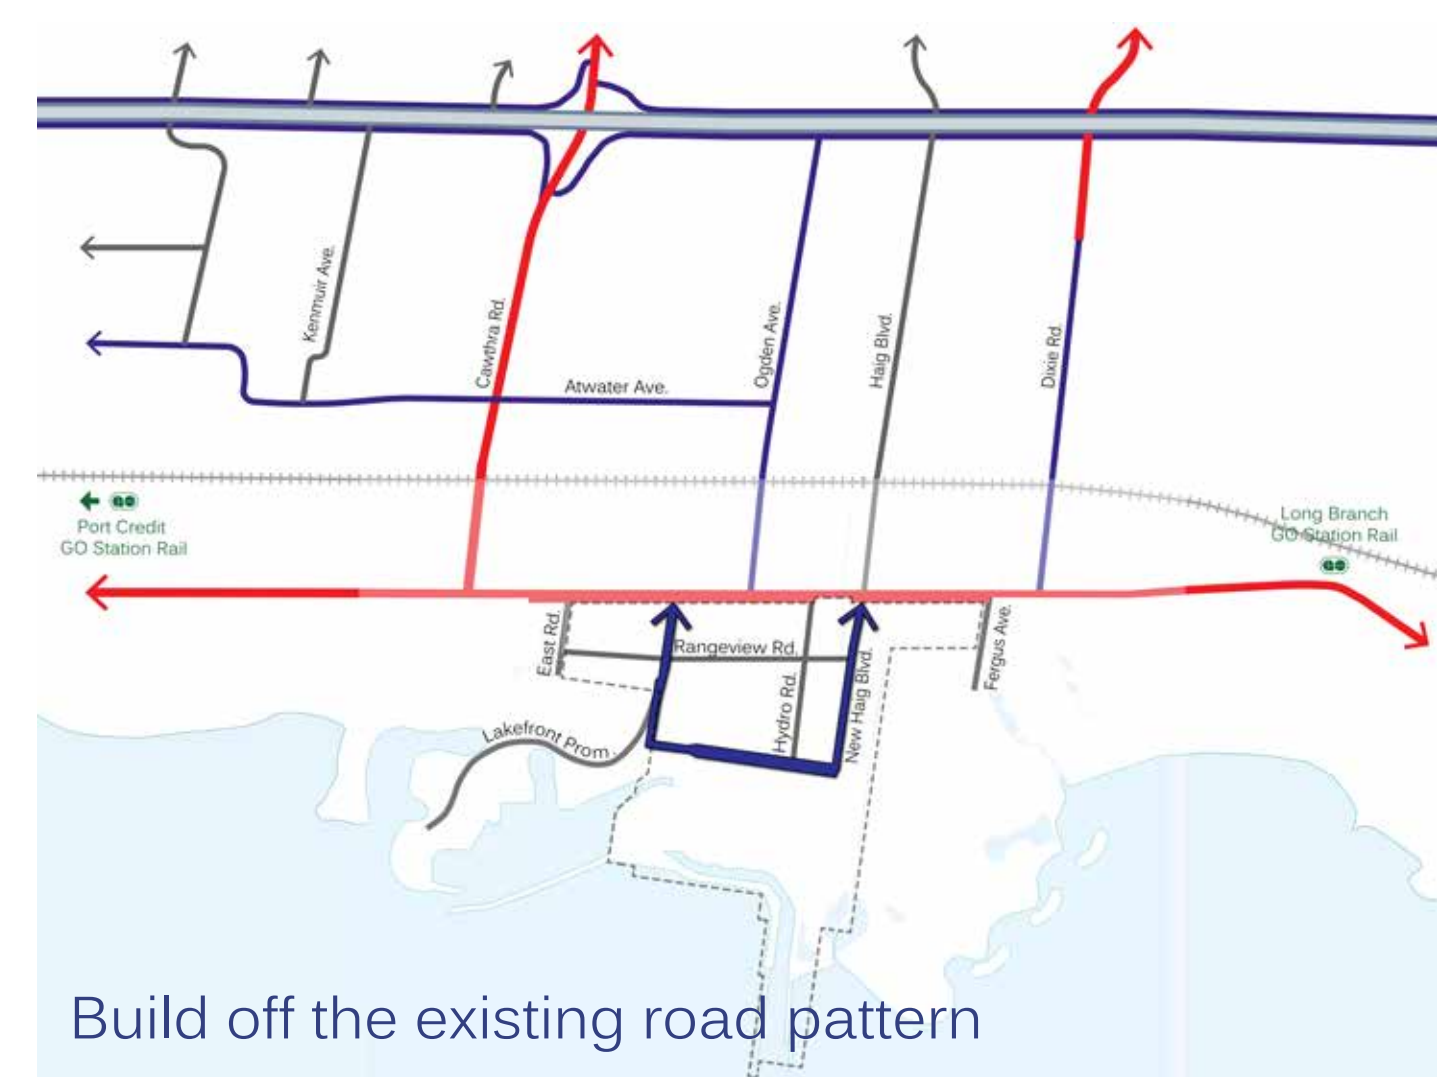 Kenmuir Ave.
Cawthra Rd.
Ogden Ave.
Haig Blvd.
Dixie Rd.
Atwater Ave.
GO
Port Credit
GO Station Rail
Long Branch
GO Station Rail
GO
East Rd.
Rangeview Rd.
Hydro Rd.
New Haig Blvd.
Fergus Ave.
Lakefront Prom.
Build off the existing road pattern